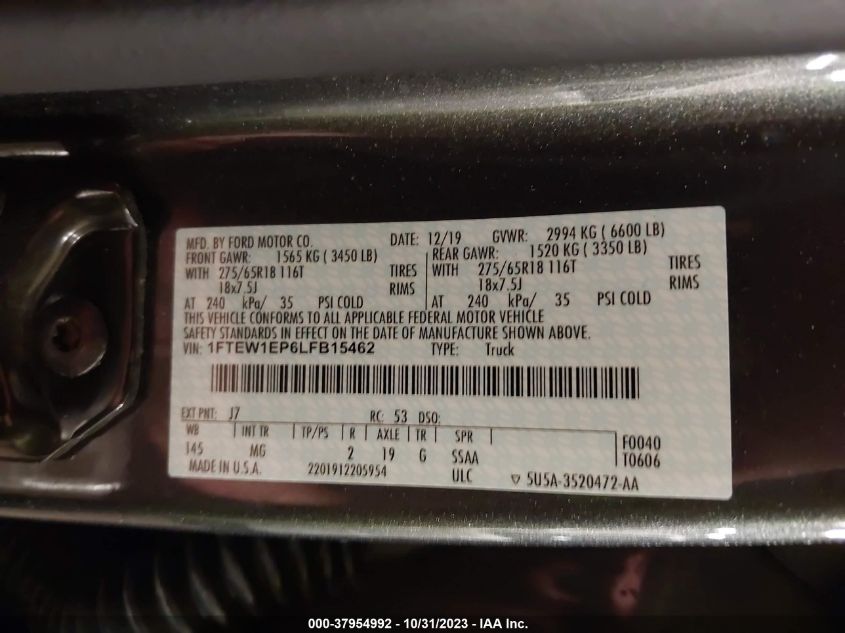 MFD. BY FORD MOTOR CO. DATE: 12/19 GVWR: 2994 KG ( 6600 LB)
FRONT GAWR: 1565 KG ( 3450 LB) REAR GAWR: 1520 KG ( 3350 LB)
WITH 275/65R18 116T TIRES WITH 275/65R18 116T TIRES
18x7.5J RIMS 18x7.5J RIMS
AT 240 kPa/ 35 PSI COLD AT 240 kPa/ 35 PSI COLD
THIS VEHICLE CONFORMS TO ALL APPLICABLE FEDERAL MOTOR VEHICLE
SAFETY STANDARDS IN EFFECT ON THE DATE OF MANUFACTURE SHOWN ABOVE.
VIN: 1FTEW1EP6LFB15462 TYPE: Truck
EXT PNT: J7 RC: 53 DSO:
WB INT TR TP/PS R AXLE TR SPR F0040
145 MG 2 19 G SSAA T0606
MADE IN U.S.A. 2201912205954 ULC ▽ 5U5A-3520472-AA
000-37954992 - 10/31/2023 - IAA Inc.